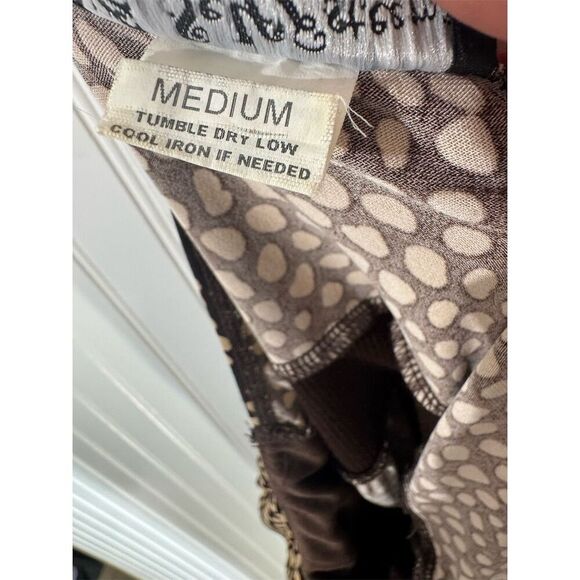 MEDIUM
TUMBLE DRY LOW
COOL IRON IF NEEDED